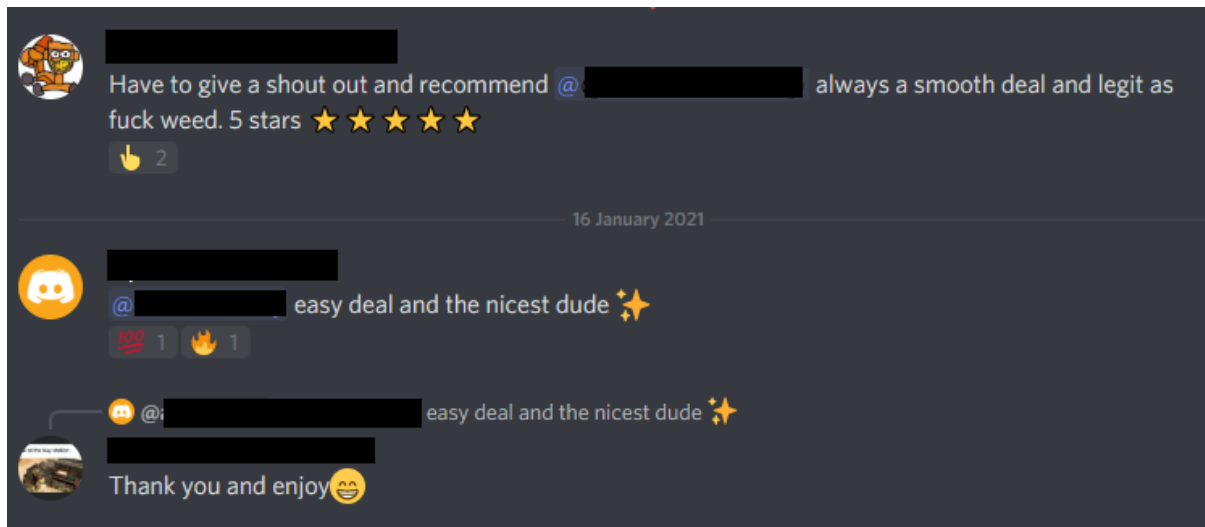 Have to give a shout out and recommend @ always a smooth deal and legit as
fuck weed. 5 stars ⭐ ⭐ ⭐ ⭐ ⭐
👆 2
16 January 2021
@ easy deal and the nicest dude ✨
💯 1 🔥 1
@ easy deal and the nicest dude ✨
Thank you and enjoy😁